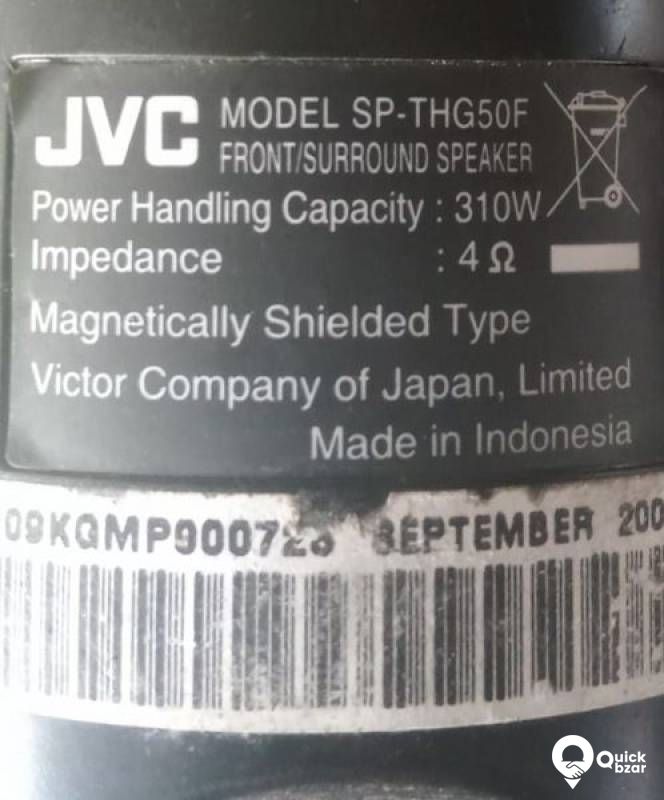 JVC
MODEL SP-THG50F
FRONT/SURROUND SPEAKER
Power Handling Capacity : 310W
Impedance : 4 Ω
Magnetically Shielded Type
Victor Company of Japan, Limited
Made in Indonesia
SEPTEMBER
Quick
bzar